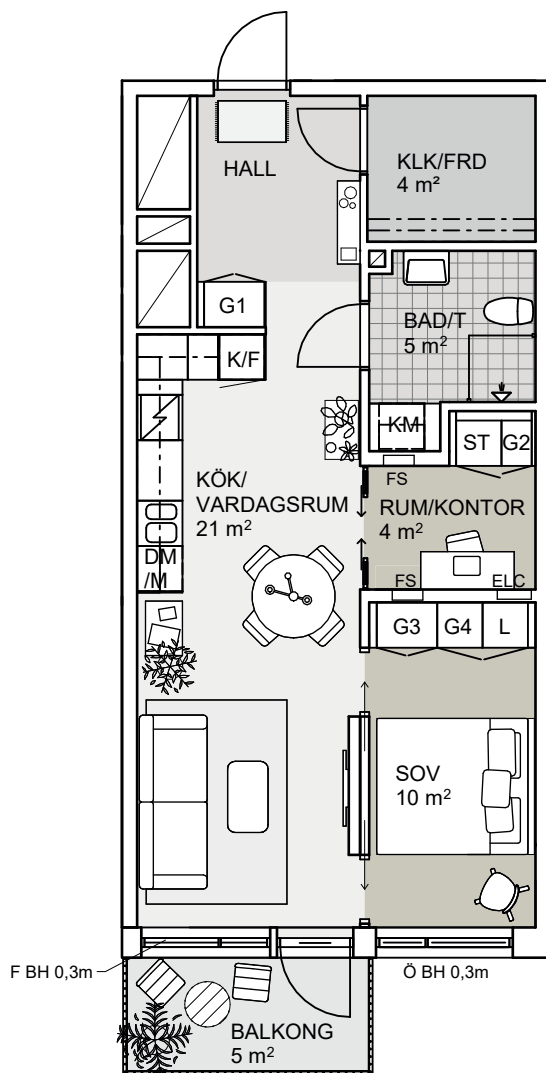 HALL
KLK/FRD
4 m²
G1
BAD/T
5 m²
K/F
KM
ST
G2
KÖK/
VARDAGSRUM
21 m²
FS
RUM/KONTOR
4 m²
DM
/M
FS
ELC
G3
G4
L
SOV
10 m²
F BH 0,3m
Ö BH 0,3m
BALKONG
5 m²